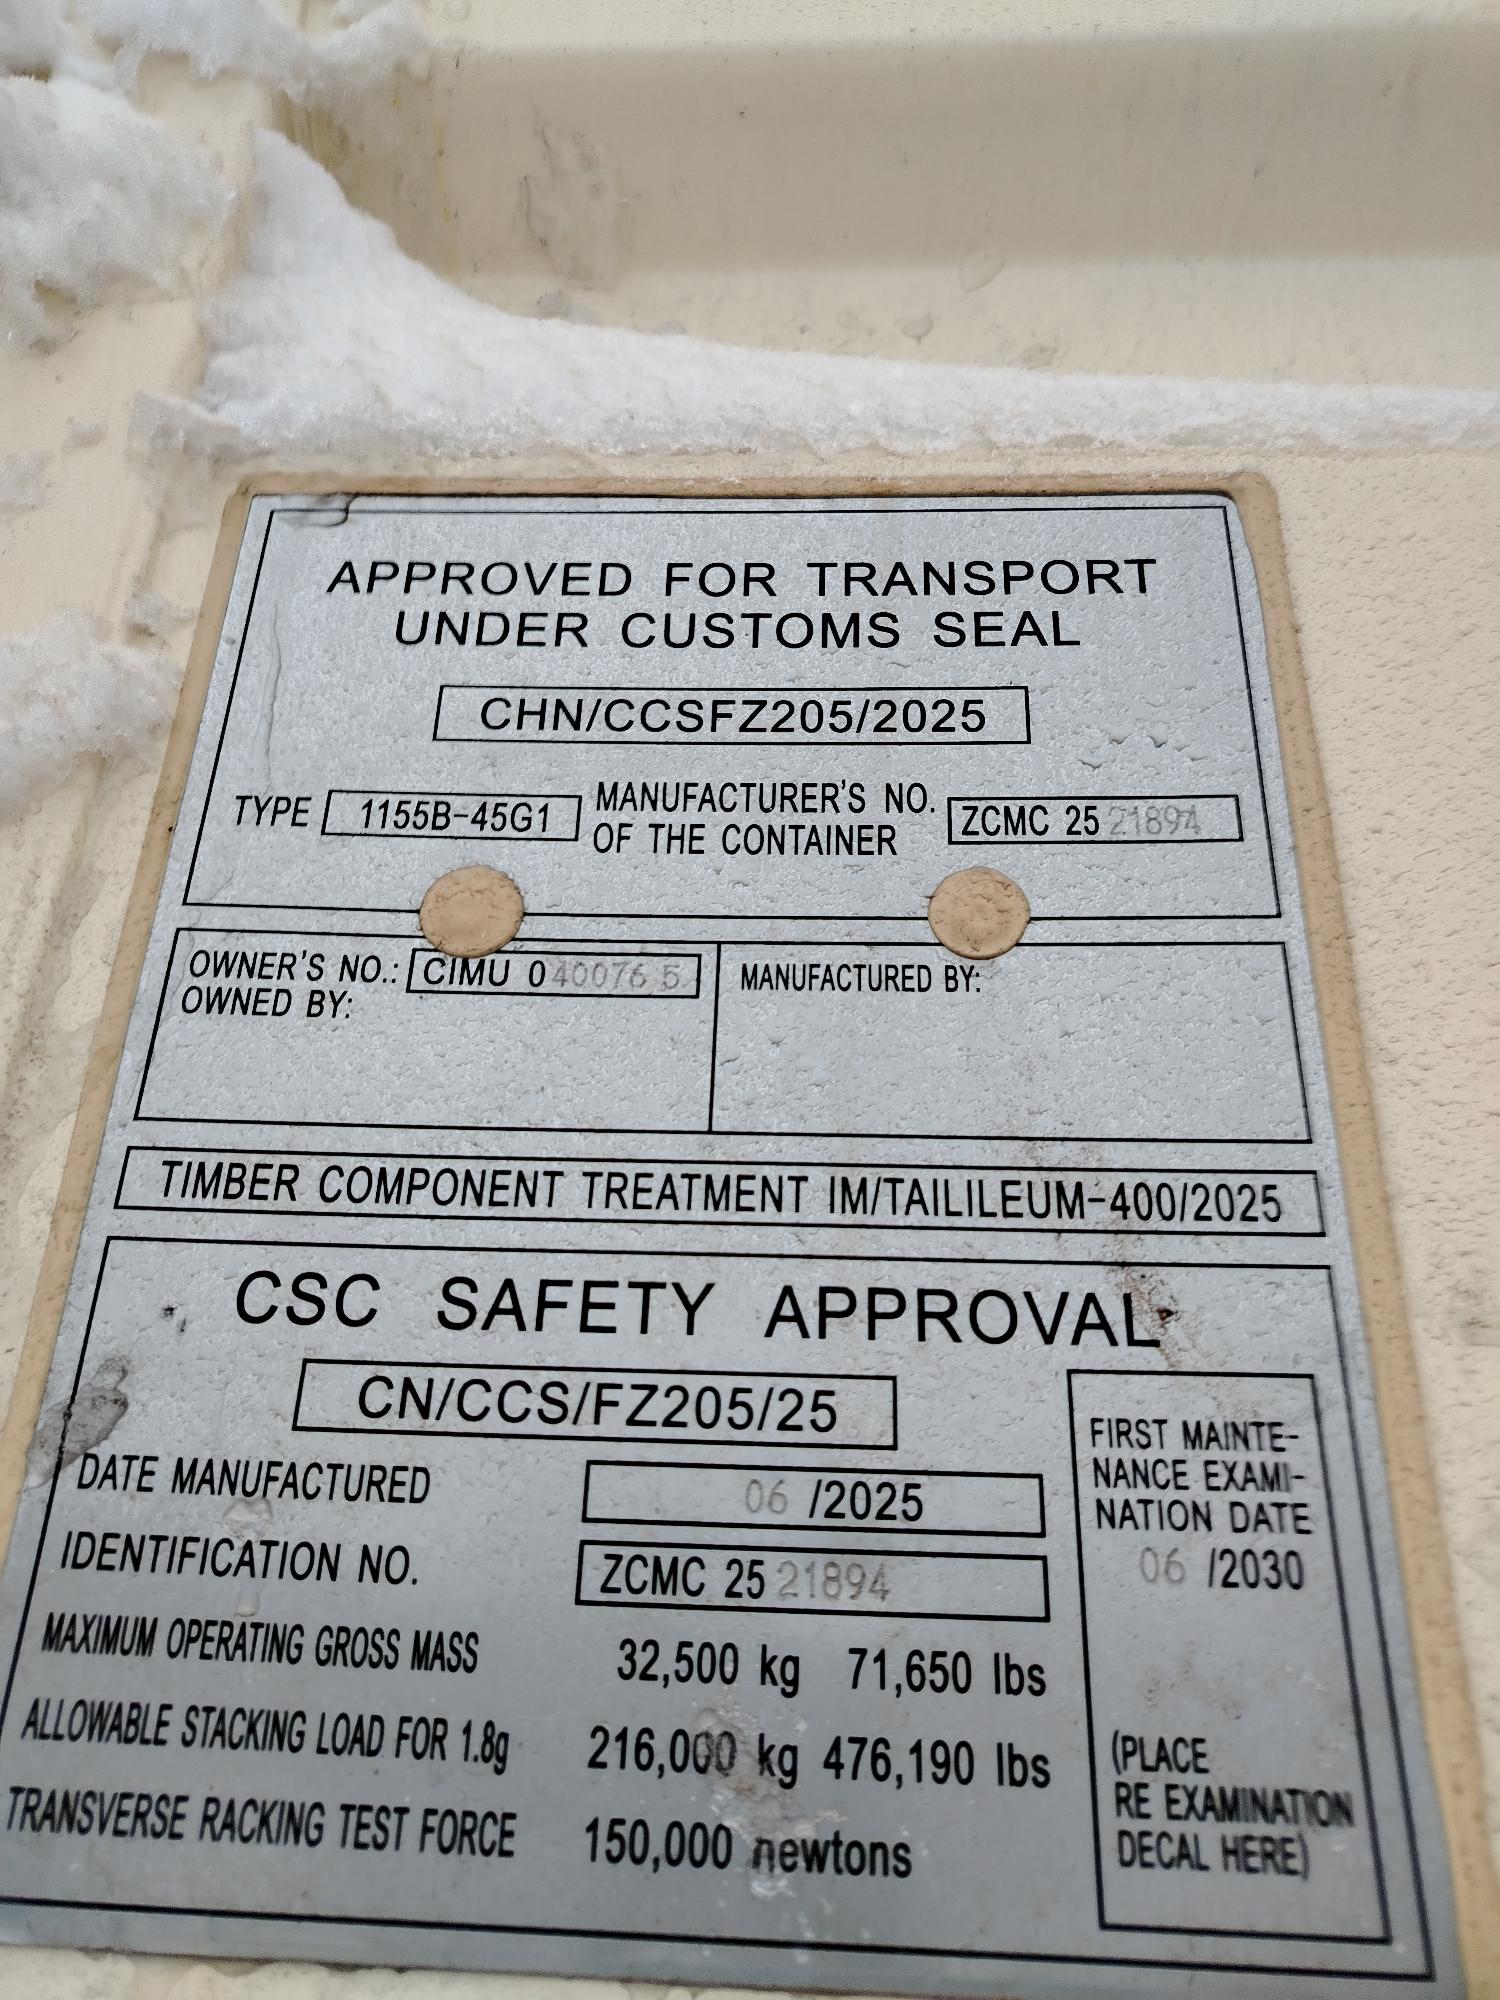 APPROVED FOR TRANSPORT
UNDER CUSTOMS SEAL
CHN/CCSFZ205/2025
TYPE 1155B-45G1 MANUFACTURER'S NO.
OF THE CONTAINER ZCMC 25 21894
OWNER'S NO.: CIMU 0400765
OWNED BY:
MANUFACTURED BY:
TIMBER COMPONENT TREATMENT IM/TAILILEUM-400/2025
CSC SAFETY APPROVAL
CN/CCS/FZ205/25
DATE MANUFACTURED 06 /2025
IDENTIFICATION NO. ZCMC 25 21894
MAXIMUM OPERATING GROSS MASS 32,500 kg 71,650 lbs
ALLOWABLE STACKING LOAD FOR 1.8g 216,000 kg 476,190 lbs
TRANSVERSE RACKING TEST FORCE 150,000 newtons
FIRST MAINTE-
NANCE EXAMI-
NATION DATE
06 /2030
(PLACE
RE EXAMINATION
DECAL HERE)